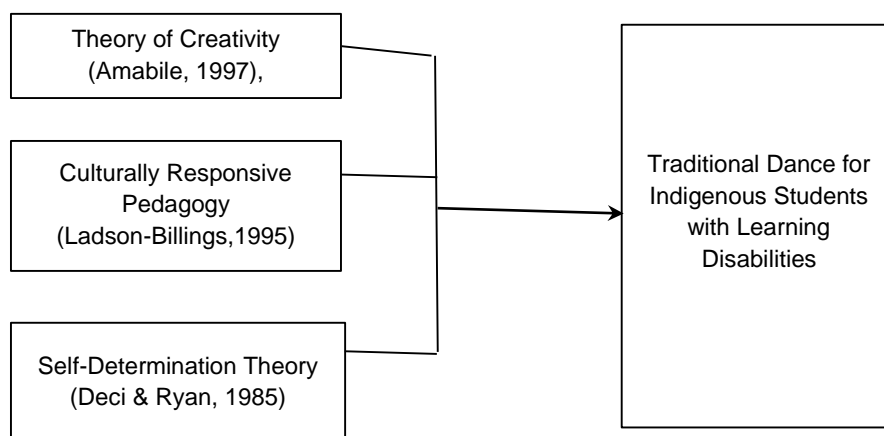 Theory of Creativity
(Amabile, 1997),
Culturally Responsive
Pedagogy
(Ladson-Billings,1995)
Self-Determination Theory
(Deci & Ryan, 1985)
Traditional Dance for
Indigenous Students
with Learning
Disabilities